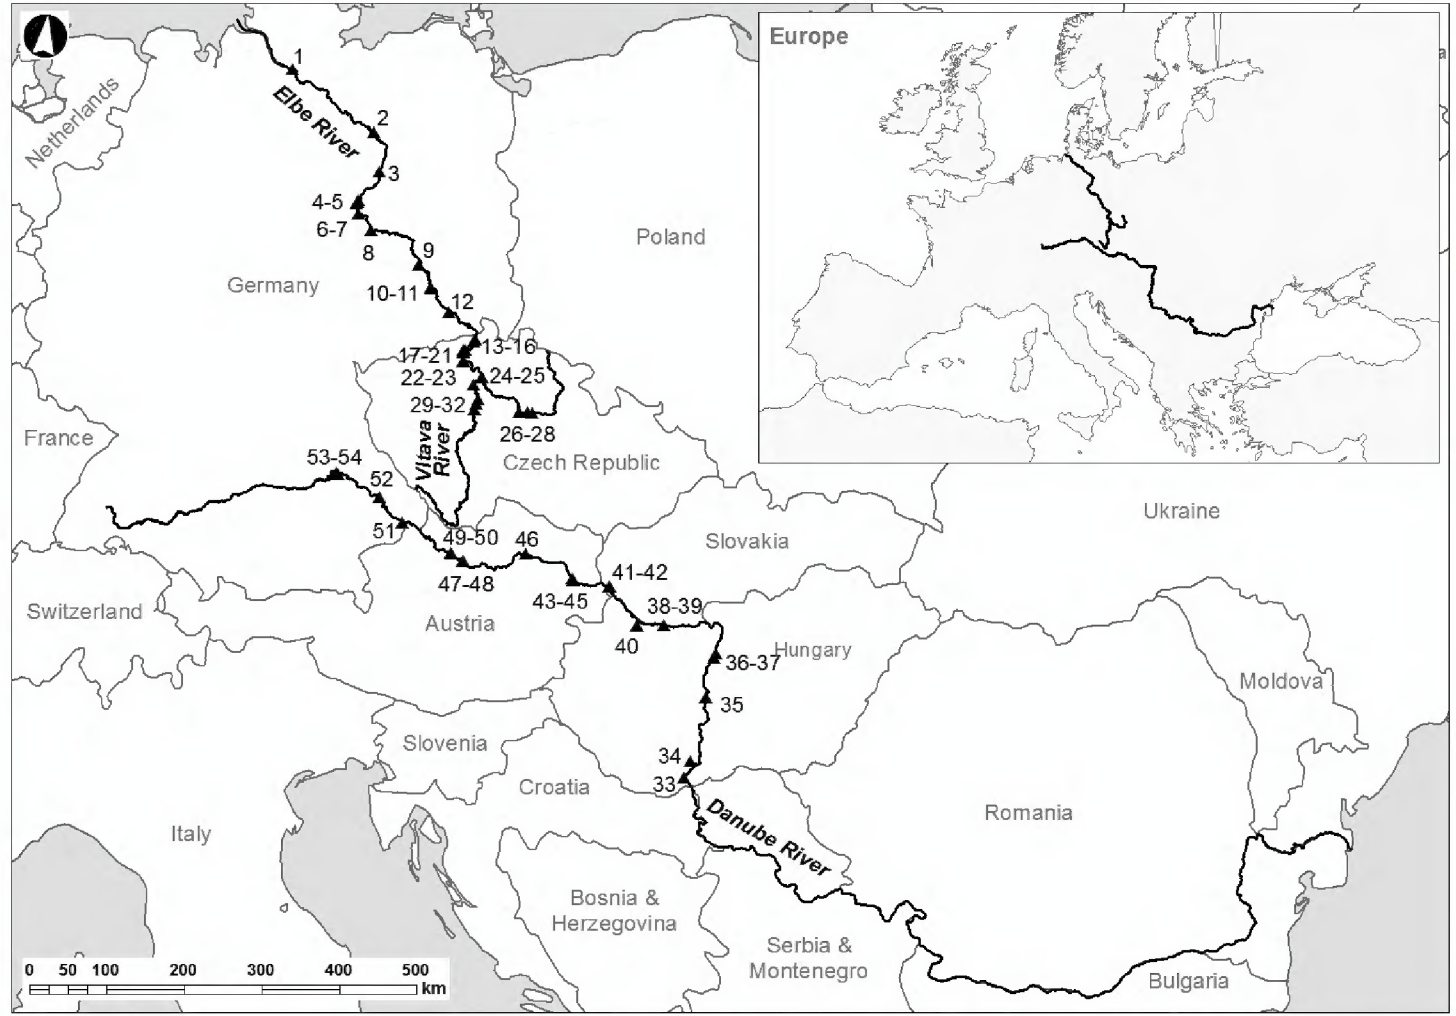 Europe
a
1
Elbe River
2
Netherlands
3
4-5
6-7
8
Poland
9
Germany
10-11
12
13-16
17-21
22-23
24-25
29-32
26-28
France
Vltava
River
Czech Republic
53-54
52
51
49-50
46
Slovakia
Ukraine
47-48
41-42
43-45
38-39
Switzerland
Austria
40
Hungary
36-37
Moldova
35
Slovenia
34
33
Croatia
Danube River
Romania
Italy
Bosnia &
Herzegovina
Serbia &
Montenegro
Bulgaria
0 50 100 200 300 400 500
km